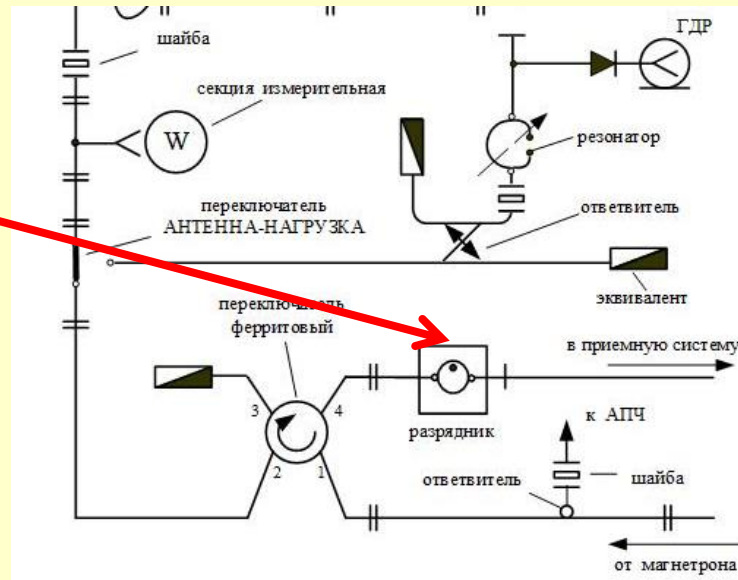 шайба
ГДР
секция измерительная
W
резонатор
переключатель
АНТЕННА-НАГРУЗКА
ответвитель
эквивалент
переключатель
ферритовый
в приемную систему
3
4
разрядник
к АПЧ
2
1
ответвитель
шайба
от магнетрона